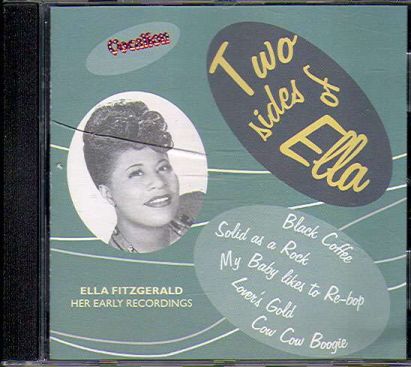 Vocalion
Two
sides of
Ella
Black Coffee
Solid as a Rock
My Baby likes to Re-bop
Lover's Gold
Cow Cow Boogie
ELLA FITZGERALD
HER EARLY RECORDINGS